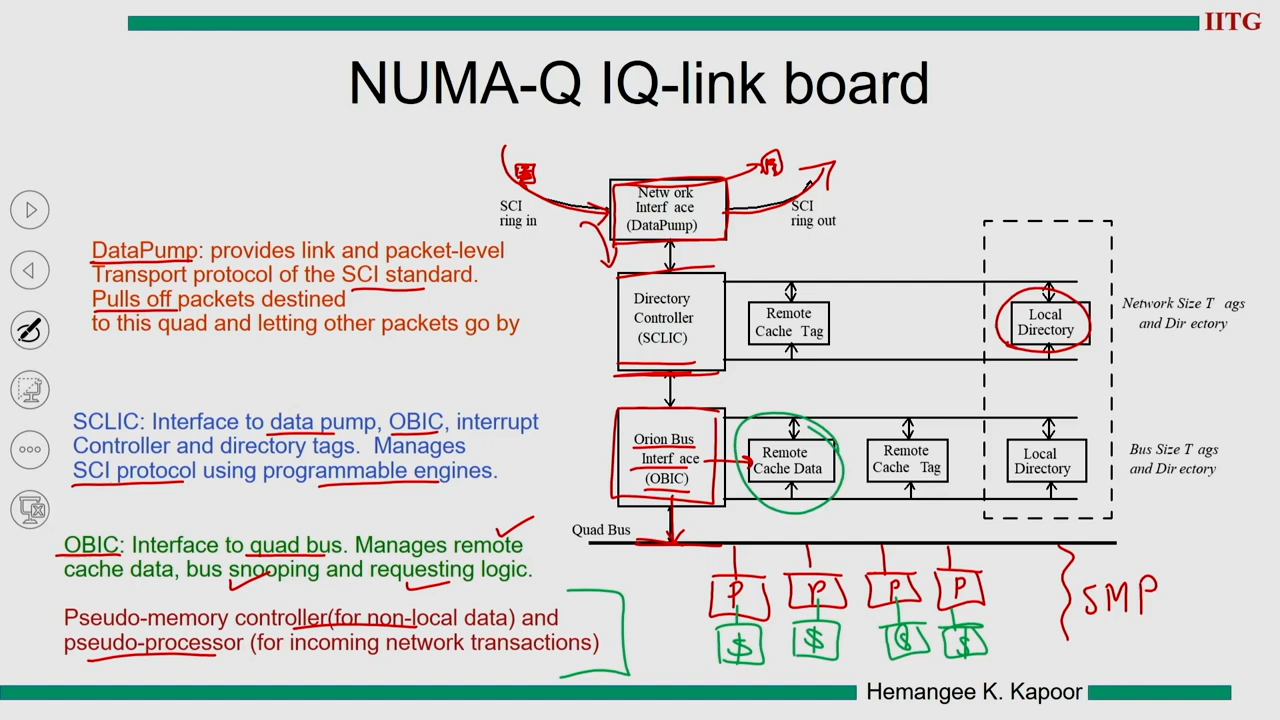 IITG
NUMA-Q IQ-link board
SCI
ring in
Netw ork
Interf ace
(DataPump)
SCI
ring out
DataPump: provides link and packet-level
Transport protocol of the SCI standard.
Pulls off packets destined
to this quad and letting other packets go by
Directory
Controller
(SCLIC)
Remote
Cache Tag
Local
Directory
Network Size T ags
and Dir ectory
SCLIC: Interface to data pump, OBIC, interrupt
Controller and directory tags. Manages
SCI protocol using programmable engines.
Orion Bus
Interf ace
(OBIC)
Remote
Cache Data
Remote
Cache Tag
Local
Directory
Bus Size T ags
and Dir ectory
Quad Bus
OBIC: Interface to quad bus. Manages remote
cache data, bus snooping and requesting logic.
Pseudo-memory controller(for non-local data) and
pseudo-processor (for incoming network transactions)
P P P P
SMP
$ $ $ $
Hemangee K. Kapoor